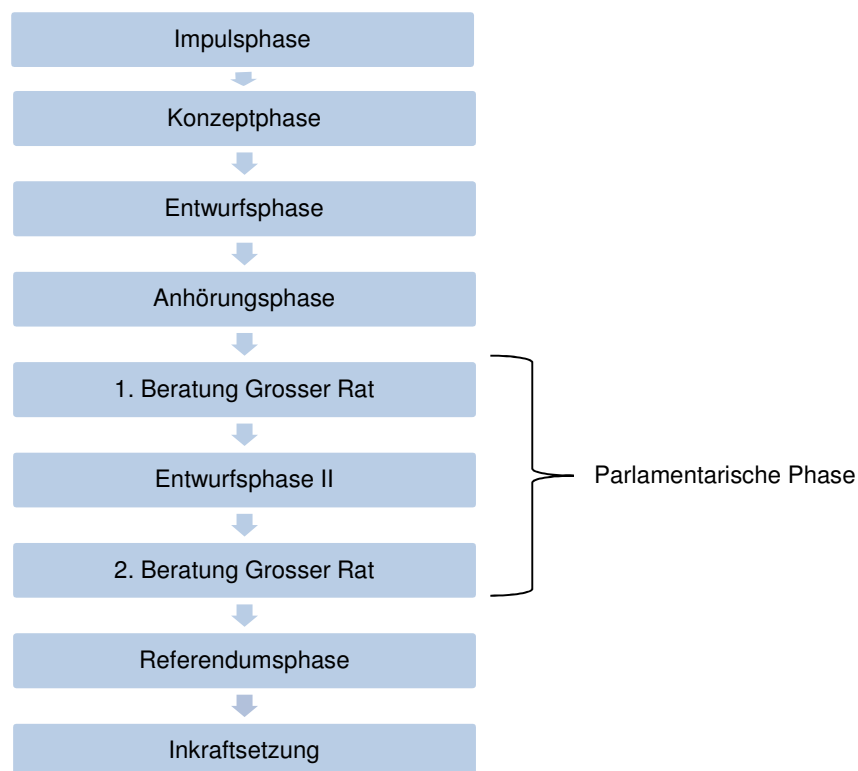 Impulsphase
Konzeptphase
Entwurfsphase
Anhörungsphase
1. Beratung Grosser Rat
Entwurfsphase II
Parlamentarische Phase
2. Beratung Grosser Rat
Referendumsphase
Inkraftsetzung